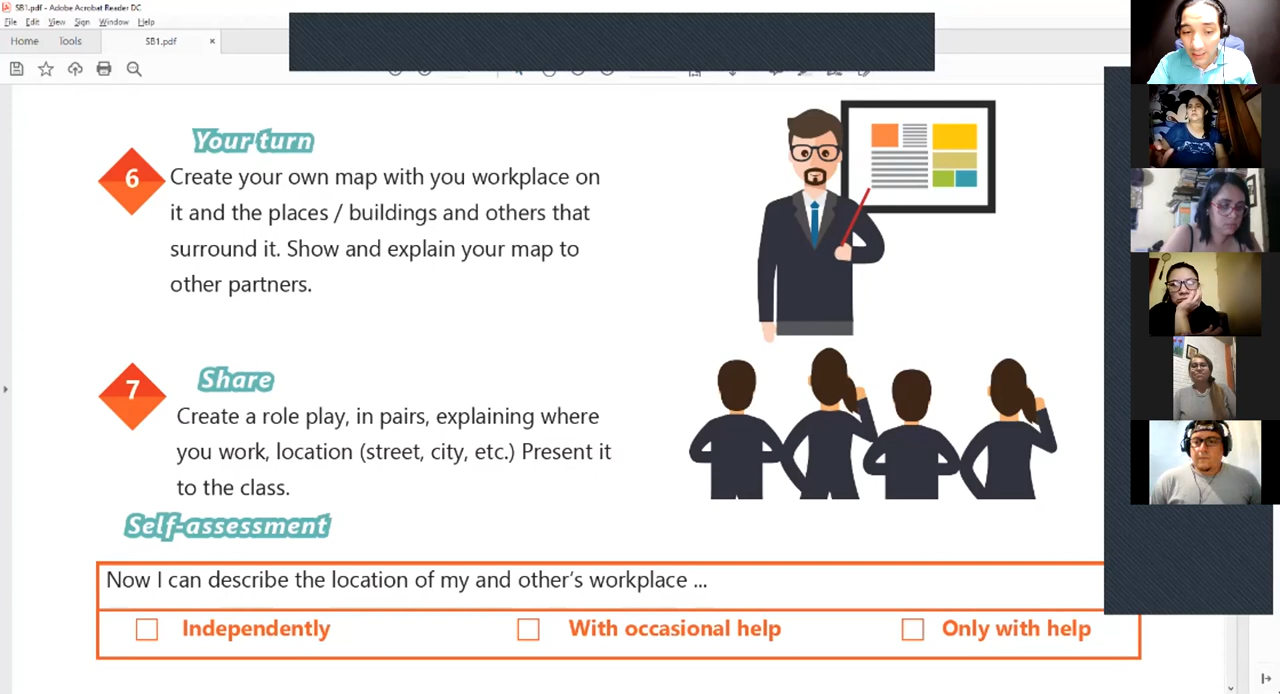 SB1.pdf - Adobe Acrobat Reader DC
File Edit View Sign Window Help
Home Tools SB1.pdf ×
Your turn
6
Create your own map with you workplace on
it and the places / buildings and others that
surround it. Show and explain your map to
other partners.
7
Share
Create a role play, in pairs, explaining where
you work, location (street, city, etc.) Present it
to the class.
Self-assessment
Now I can describe the location of my and other's workplace ...
Independently With occasional help Only with help